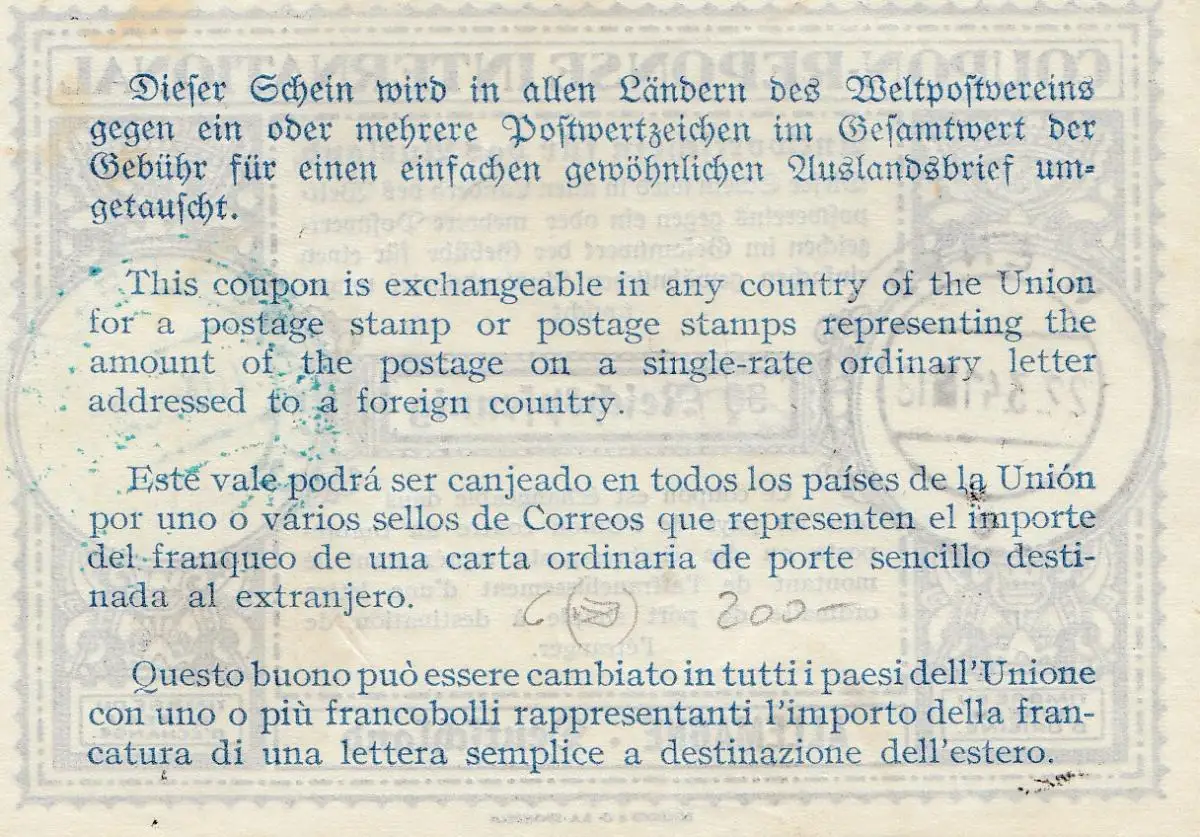 Dieſer Schein wird in allen Ländern des Weltpoſtvereins
gegen ein oder mehrere Poſtwertzeichen im Geſamtwert der
Gebühr für einen einfachen gewöhnlichen Auslandsbrief um-
getauſcht.
This coupon is exchangeable in any country of the Union
for a postage stamp or postage stamps representing the
amount of the postage on a single-rate ordinary letter
addressed to a foreign country.
Este vale podrá ser canjeado en todos los países de la Unión
por uno o varios sellos de Correos que representen el importe
del franqueo de una carta ordinaria de porte sencillo desti-
nada al extranjero.
200-
Questo buono può essere cambiato in tutti i paesi dell'Unione
con uno o più francobolli rappresentanti l'importo della fran-
catura di una lettera semplice a destinazione dell'estero.